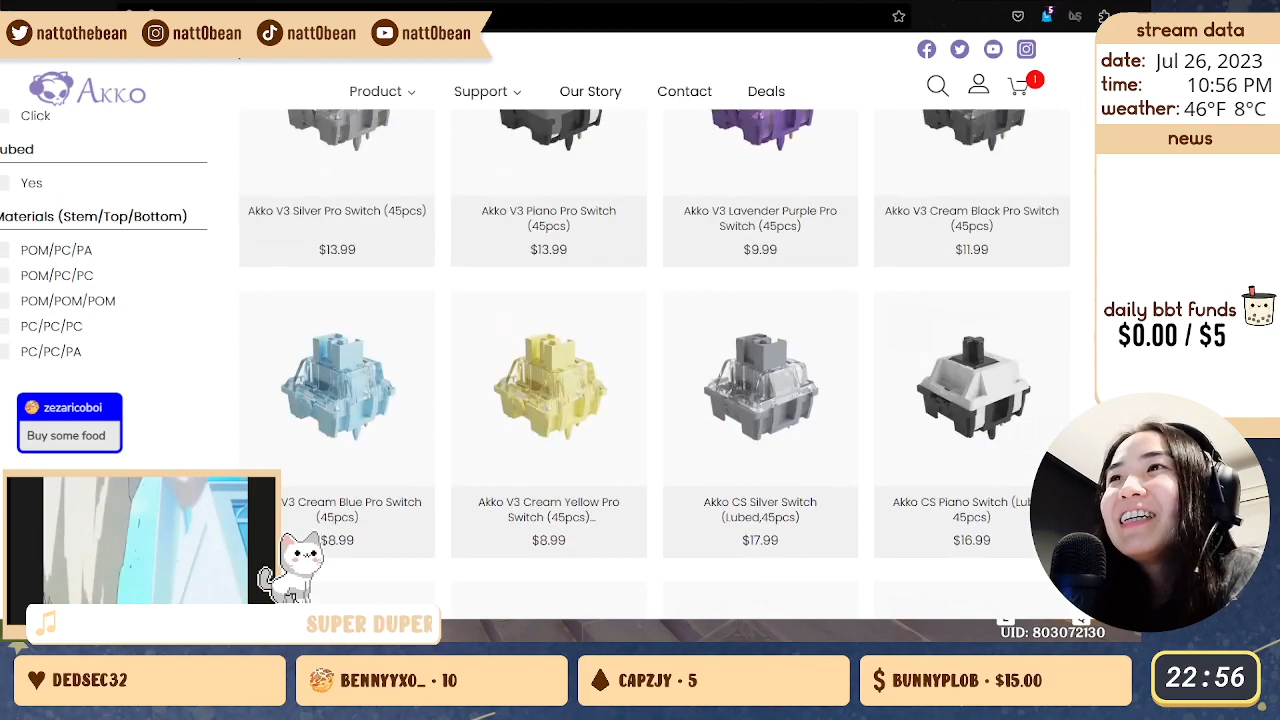 nattothebean
natt0bean
natt0bean
natt0bean
5
AKKO
Product
Support
Our Story
Contact
Deals
1
stream data
date: Jul 26, 2023
time: 10:56 PM
weather: 46°F 8°C
news
daily bbt funds
$0.00 / $5
Click
ubed
Yes
Materials (Stem/Top/Bottom)
POM/PC/PA
POM/PC/PC
POM/POM/POM
PC/PC/PC
PC/PC/PA
Akko V3 Silver Pro Switch (45pcs)
$13.99
Akko V3 Piano Pro Switch
(45pcs)
$13.99
Akko V3 Lavender Purple Pro
Switch (45pcs)
$9.99
Akko V3 Cream Black Pro Switch
(45pcs)
$11.99
V3 Cream Blue Pro Switch
(45pcs)
$8.99
Akko V3 Cream Yellow Pro
Switch (45pcs)...
$8.99
Akko CS Silver Switch
(Lubed,45pcs)
$17.99
Akko CS Piano Switch (Lub
45pcs)
$16.99
zezaricoboi
Buy some food
SUPER DUPER
UID: 803072130
DEDSEC32
BENNYYXO_ • 10
CAPZJY • 5
$ BUNNYPLOB • $15.00
22:56